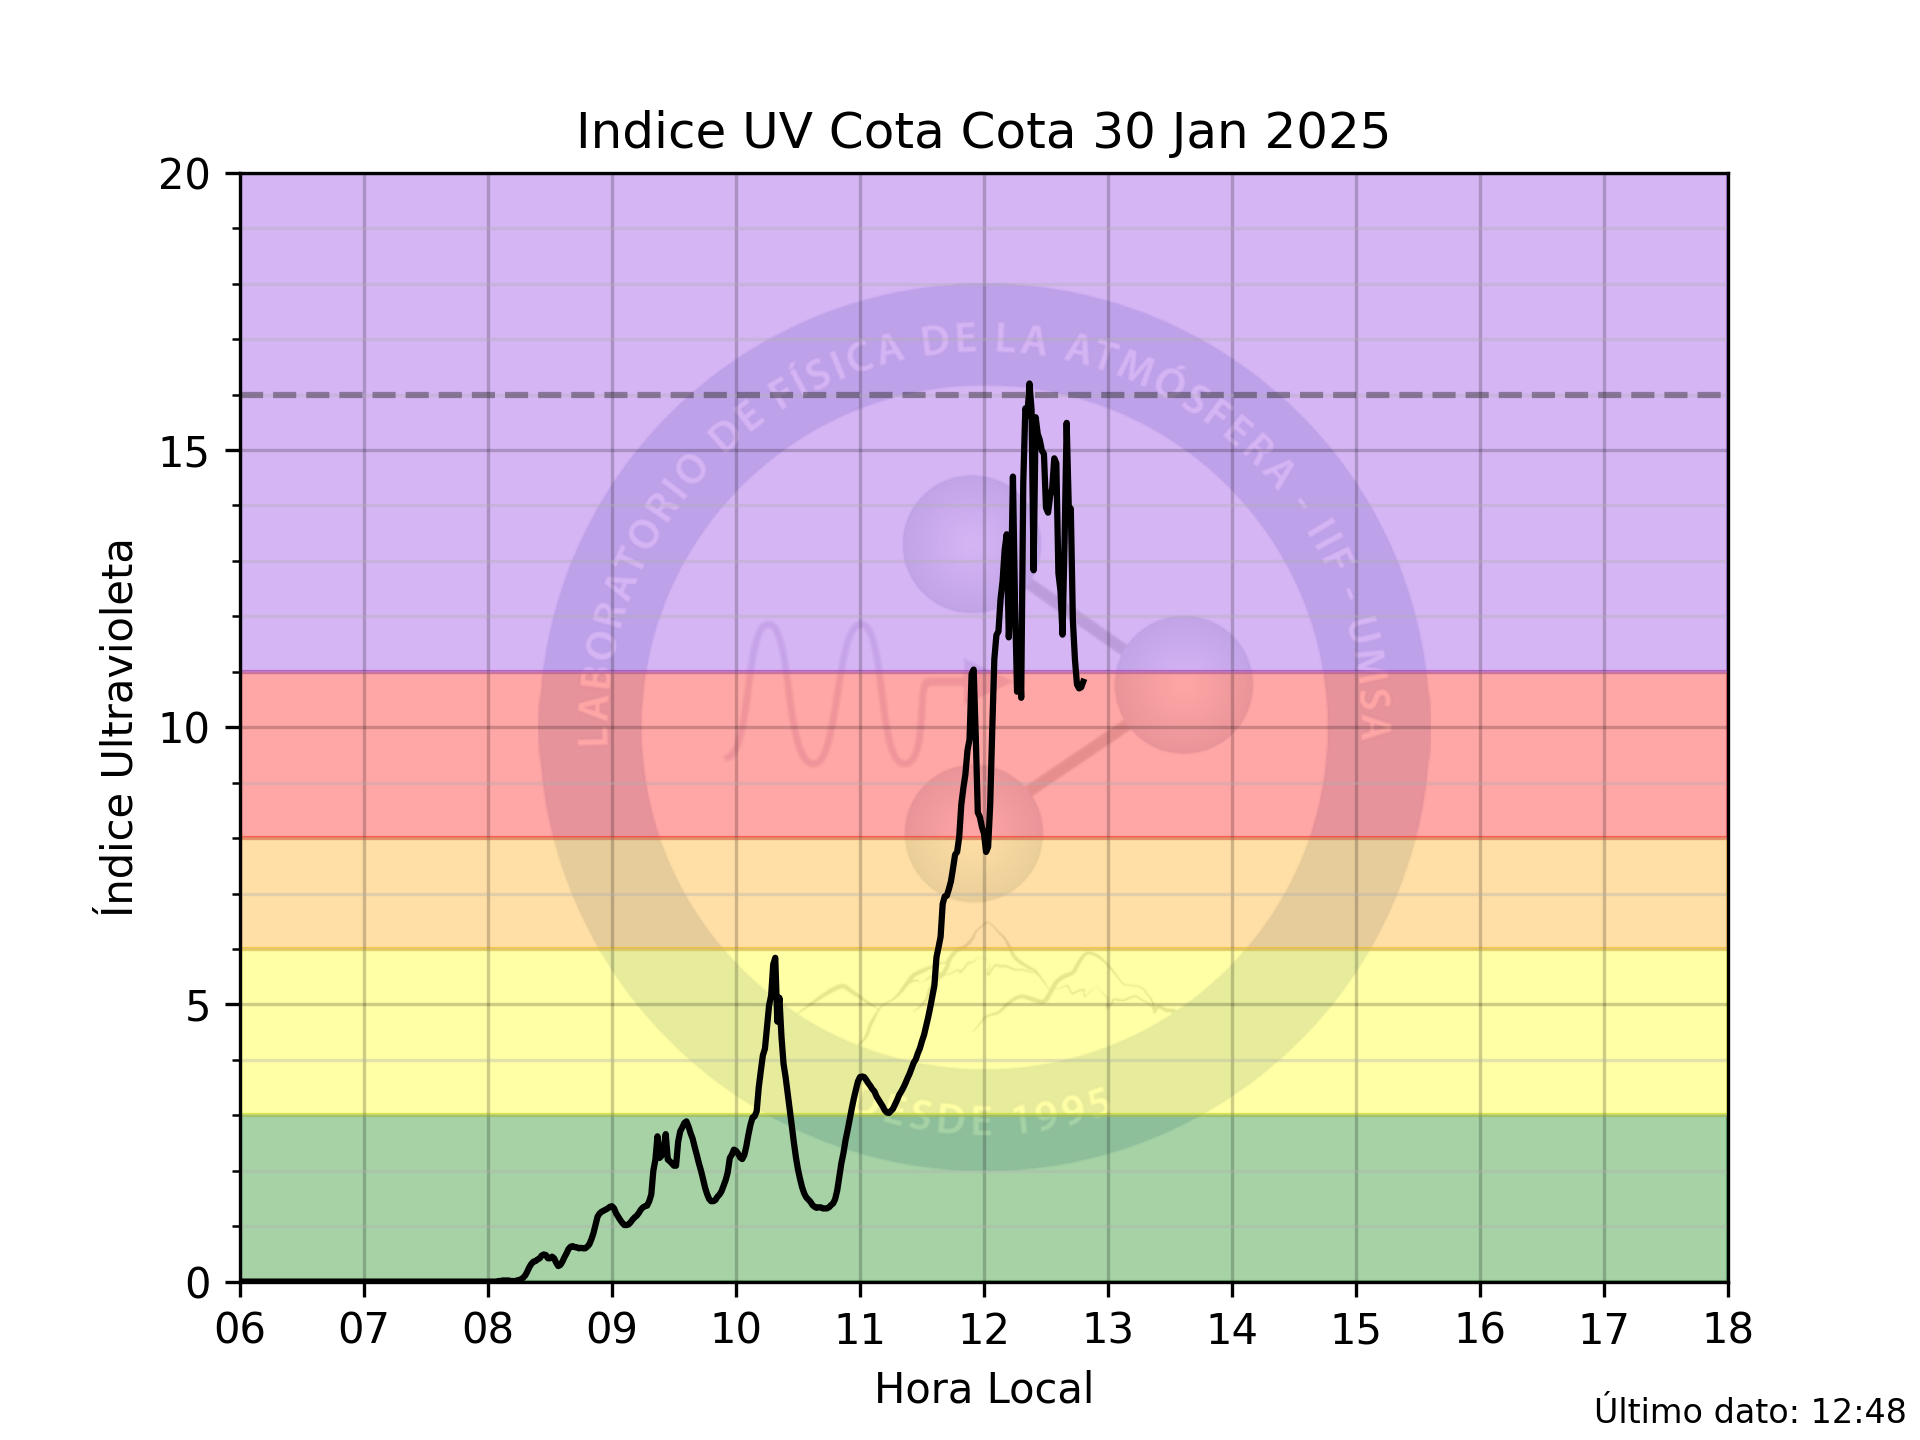 Indice UV Cota Cota 30 Jan 2025
20
15
10
5
0
Índice Ultravioleta
LABORATORIO DE FÍSICA DE LA ATMÓSFERA - IIF - UMSA
DESDE 1995
06 07 08 09 10 11 12 13 14 15 16 17 18
Hora Local
Último dato: 12:48